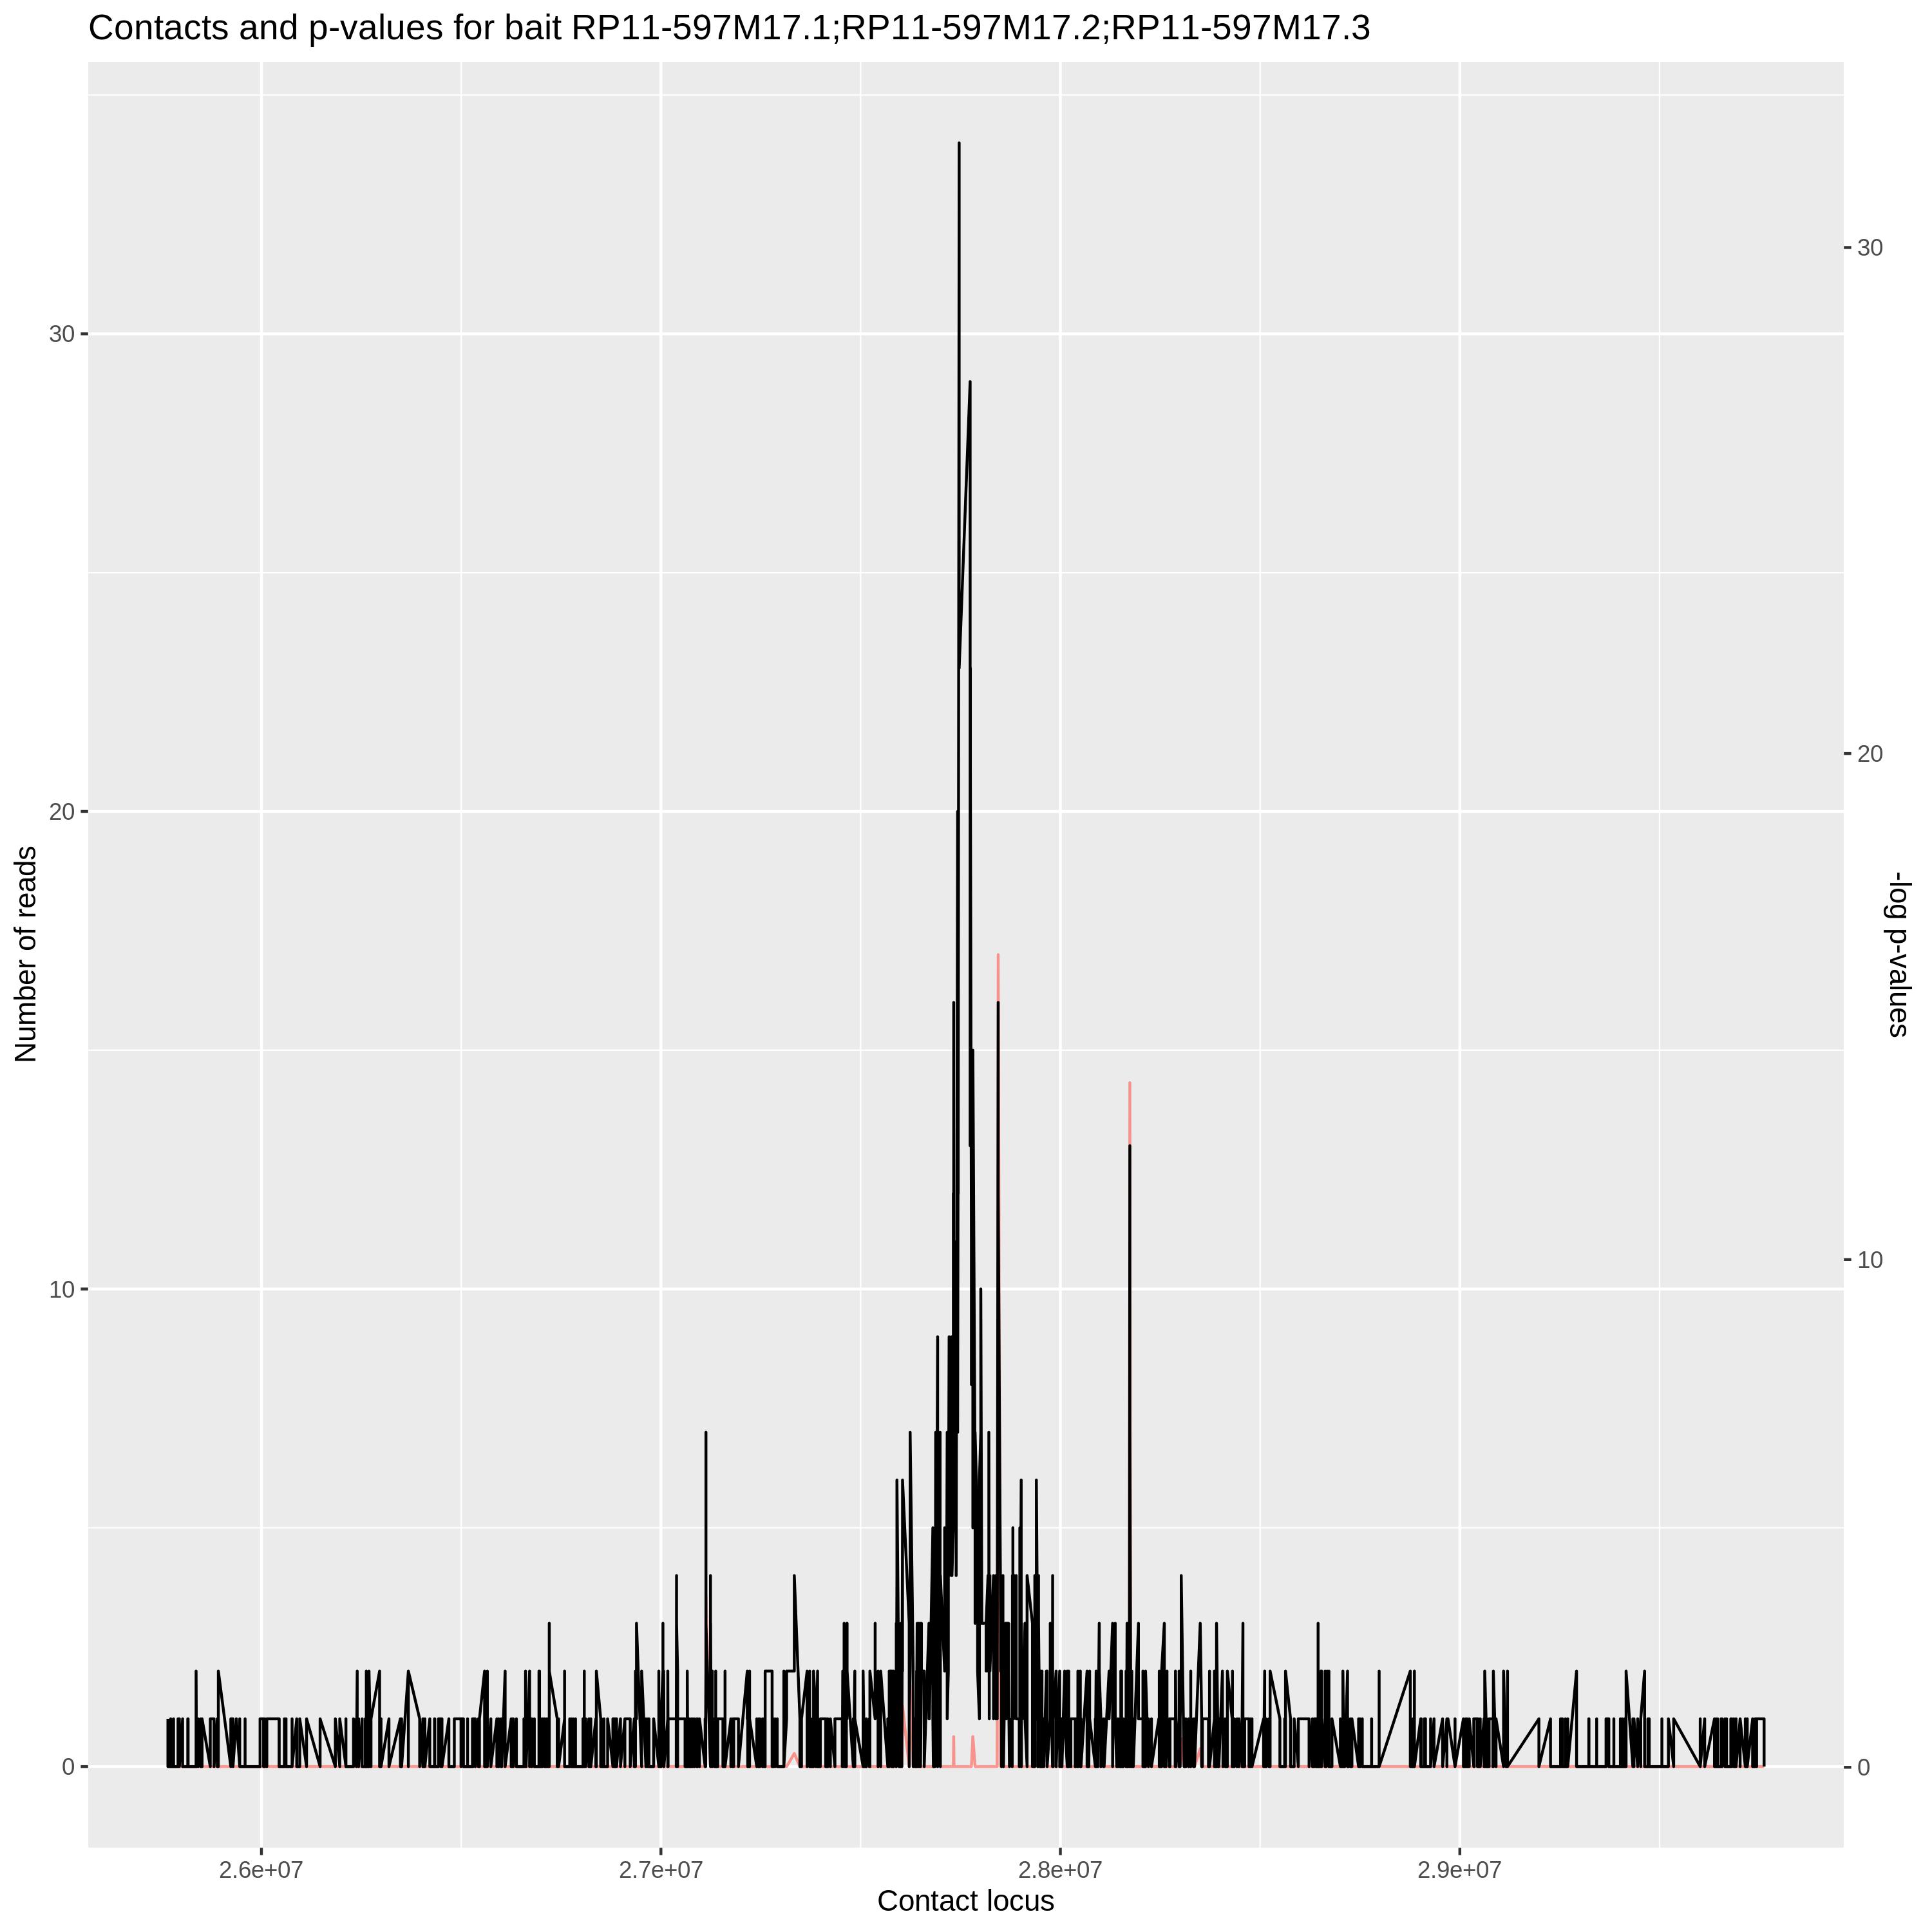 Contacts and p-values for bait RP11-597M17.1;RP11-597M17.2;RP11-597M17.3
30
20
10
0
Number of reads
30
20
10
0
-log p-values
2.6e+07
2.7e+07
2.8e+07
2.9e+07
Contact locus